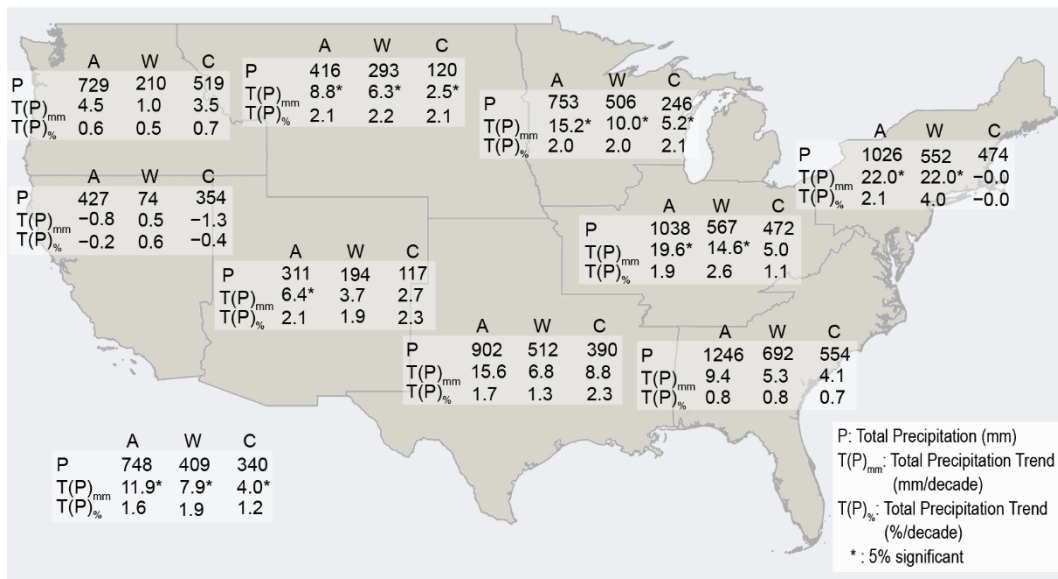 A W C
P 729 210 519
T(P)mm 4.5 1.0 3.5
T(P)% 0.6 0.5 0.7
A W C
P 416 293 120
T(P)mm 8.8* 6.3* 2.5*
T(P)% 2.1 2.2 2.1
A W C
P 753 506 246
T(P)mm 15.2* 10.0* 5.2*
T(P)% 2.0 2.0 2.1
A W C
P 1026 552 474
T(P)mm 22.0* 22.0* −0.0
T(P)% 2.1 4.0 −0.0
A W C
P 427 74 354
T(P)mm −0.8 0.5 −1.3
T(P)% −0.2 0.6 −0.4
A W C
P 1038 567 472
T(P)mm 19.6* 14.6* 5.0
T(P)% 1.9 2.6 1.1
A W C
P 311 194 117
T(P)mm 6.4* 3.7 2.7
T(P)% 2.1 1.9 2.3
A W C
P 902 512 390
T(P)mm 15.6 6.8 8.8
T(P)% 1.7 1.3 2.3
A W C
P 1246 692 554
T(P)mm 9.4 5.3 4.1
T(P)% 0.8 0.8 0.7
A W C
P 748 409 340
T(P)mm 11.9* 7.9* 4.0*
T(P)% 1.6 1.9 1.2
P: Total Precipitation (mm)
T(P)mm: Total Precipitation Trend
(mm/decade)
T(P)%: Total Precipitation Trend
(%/decade)
* : 5% significant